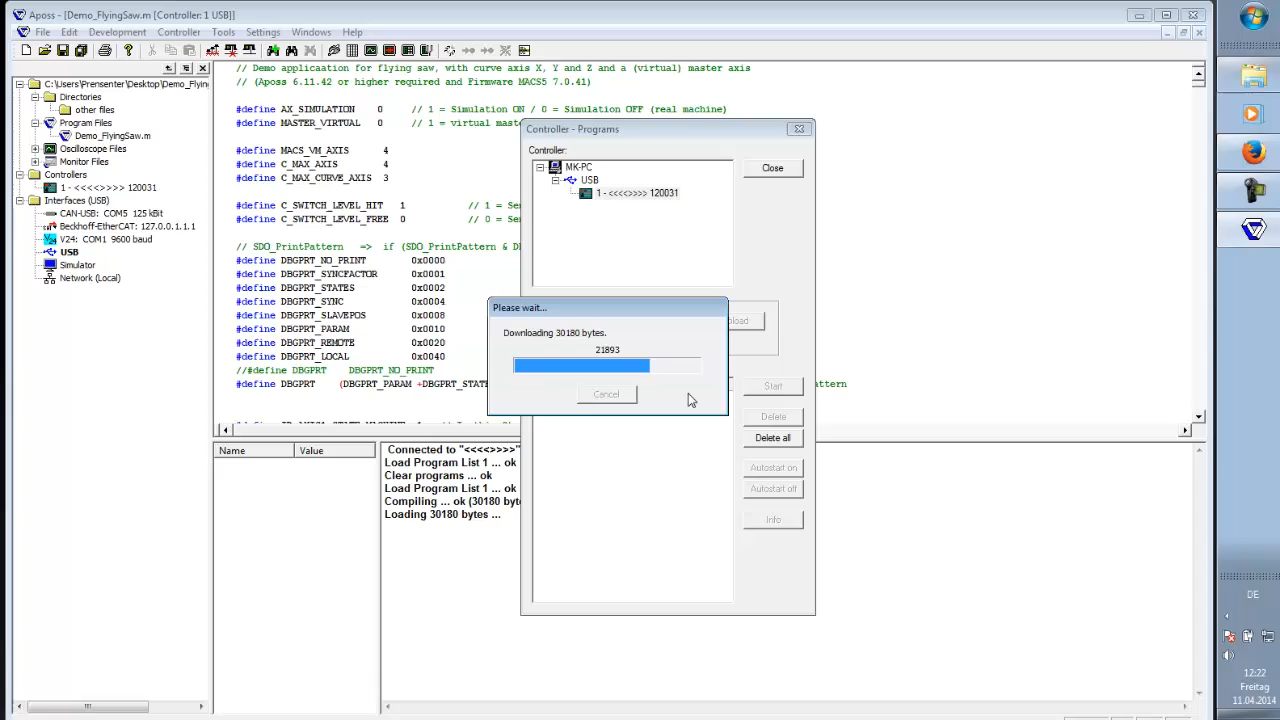 Aposs - [Demo_FlyingSaw.m [Controller: 1 USB]]
File Edit Development Controller Tools Settings Windows Help
C:\Users\Prensenter\Desktop\Demo_Flyin
Directories
other files
Program Files
Demo_FlyingSaw.m
Oscilloscope Files
Monitor Files
Controllers
1 - <<<<>>>> 120031
Interfaces (USB)
CAN-USB: COM5 125 kBit
Beckhoff-EtherCAT: 127.0.0.1.1.1
V24: COM1 9600 baud
USB
Simulator
Network (Local)
// Demo applicaation for flying saw, with curve axis X, Y and Z and a (virtual) master axis
// (Aposs 6.11.42 or higher required and Firmware MACS5 7.0.41)
#define AX_SIMULATION 0 // 1 = Simulation ON / 0 = Simulation OFF (real machine)
#define MASTER_VIRTUAL 0 // 1 = virtual mast
#define MACS_VM_AXIS 4
#define C_MAX_AXIS 4
#define C_MAX_CURVE_AXIS 3
#define C_SWITCH_LEVEL_HIT 1 // 1 = Se
#define C_SWITCH_LEVEL_FREE 0 // 0 = Se
// SDO_PrintPattern => if (SDO_PrintPattern & D
#define DBGPRT_NO_PRINT 0x0000
#define DBGPRT_SYNCFACTOR 0x0001
#define DBGPRT_STATES 0x0002
#define DBGPRT_SYNC 0x0004
#define DBGPRT_SLAVEPOS 0x0008
#define DBGPRT_PARAM 0x0010
#define DBGPRT_REMOTE 0x0020
#define DBGPRT_LOCAL 0x0040
//#define DBGPRT DBGPRT_NO_PRINT
#define DBGPRT (DBGPRT_PARAM +DBGPRT_STATE
attern
Controller - Programs
Controller:
MK-PC
USB
1 - <<<<>>>> 120031
Close
Start
Delete
Delete all
Autostart on
Autostart off
Info
Please wait...
Downloading 30180 bytes.
21893
Cancel
Name Value
Connected to "<<<<>>>>"
Load Program List 1 ... ok
Clear programs ... ok
Load Program List 1 ... ok
Compiling ... ok (30180 byte
Loading 30180 bytes ...
DE
12:22
Freitag
11.04.2014